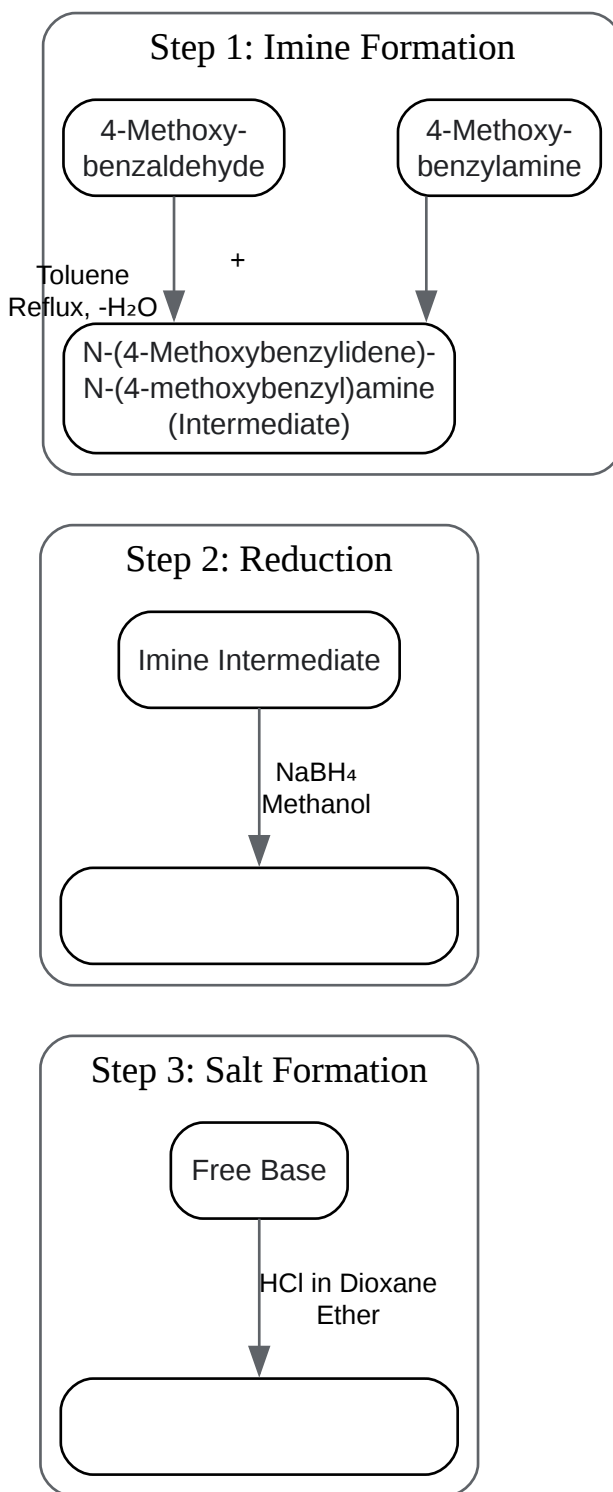 Step 1: Imine Formation
4-Methoxy-
benzaldehyde
4-Methoxy-
benzylamine
+
Toluene
Reflux, -H₂O
N-(4-Methoxybenzylidene)-
N-(4-methoxybenzyl)amine
(Intermediate)
Step 2: Reduction
Imine Intermediate
NaBH₄
Methanol
Step 3: Salt Formation
Free Base
HCl in Dioxane
Ether